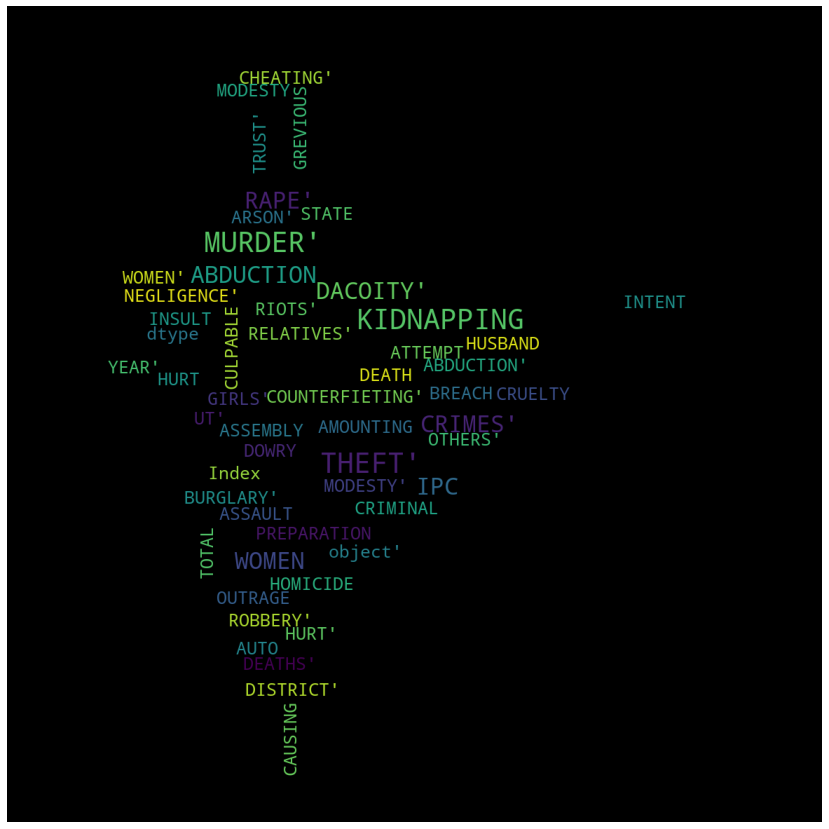 CHEATING'
MODESTY
GREVIOUS
TRUST'
RAPE'
ARSON' STATE
MURDER'
ABDUCTION
WOMEN' DACOITY'
NEGLIGENCE' INTENT
RIOTS'
INSULT KIDNAPPING
dtype RELATIVES'
CULPABLE HUSBAND
ATTEMPT
YEAR' ABDUCTION'
HURT DEATH
GIRLS' COUNTERFIETING' BREACH CRUELTY
UT' CRIMES'
ASSEMBLY AMOUNTING
OTHERS'
DOWRY
THEFT'
Index
MODESTY' IPC
BURGLARY'
ASSAULT CRIMINAL
PREPARATION
TOTAL object'
WOMEN
HOMICIDE
OUTRAGE
ROBBERY'
HURT'
AUTO
DEATHS'
DISTRICT'
CAUSING